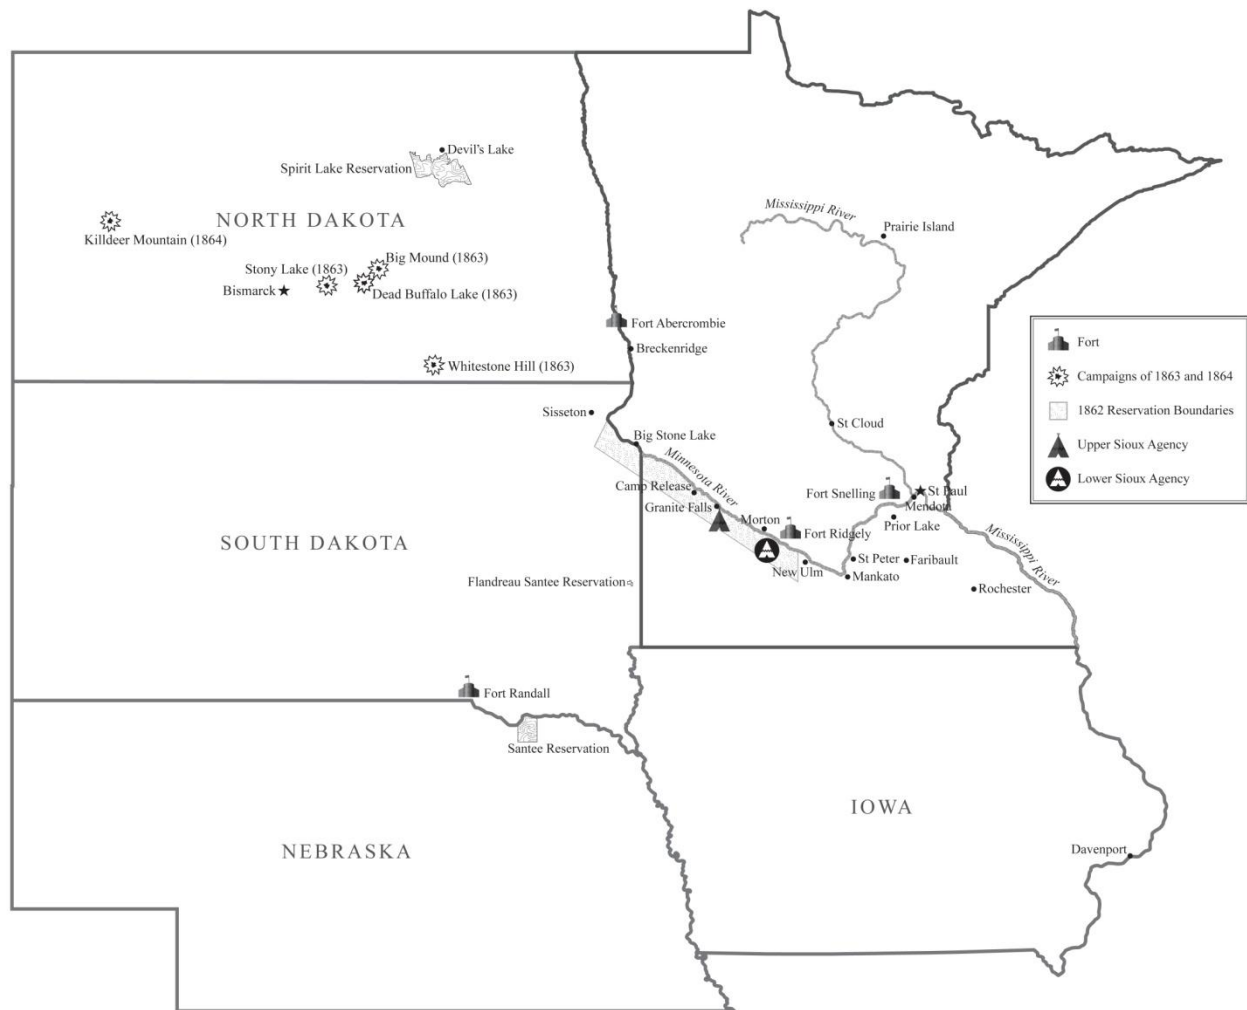 Devil's Lake
Spirit Lake Reservation
NORTH DAKOTA
Killdeer Mountain (1864)
Stony Lake (1863)
Big Mound (1863)
Bismarck
Dead Buffalo Lake (1863)
Whitestone Hill (1863)
Mississippi River
Prairie Island
Fort Abercrombie
Breckenridge
Sisseton
Big Stone Lake
St Cloud
Minnesota River
Camp Release
Granite Falls
Morton
Fort Ridgely
Fort Snelling
St Paul
Mendota
Prior Lake
New Ulm
St Peter
Faribault
Mankato
Rochester
Mississippi River
SOUTH DAKOTA
Flandreau Santee Reservation
Fort Randall
Santee Reservation
NEBRASKA
IOWA
Davenport
Fort
Campaigns of 1863 and 1864
1862 Reservation Boundaries
Upper Sioux Agency
Lower Sioux Agency